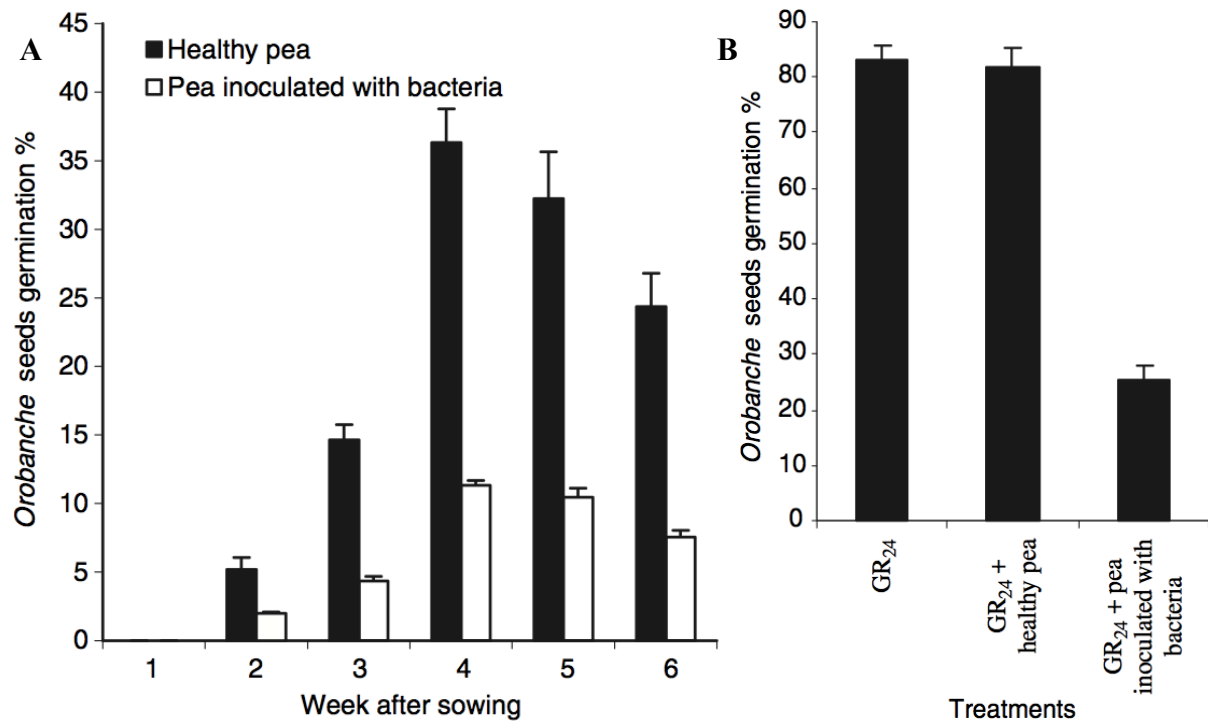 A
45
40
35
30
25
20
15
10
5
0
Orobanche seeds germination %
Healthy pea
Pea inoculated with bacteria
1 2 3 4 5 6
Week after sowing
B
90
80
70
60
50
40
30
20
10
0
Orobanche seeds germination %
GR24
GR24 +
healthy pea
GR24 + pea
inoculated with
bacteria
Treatments